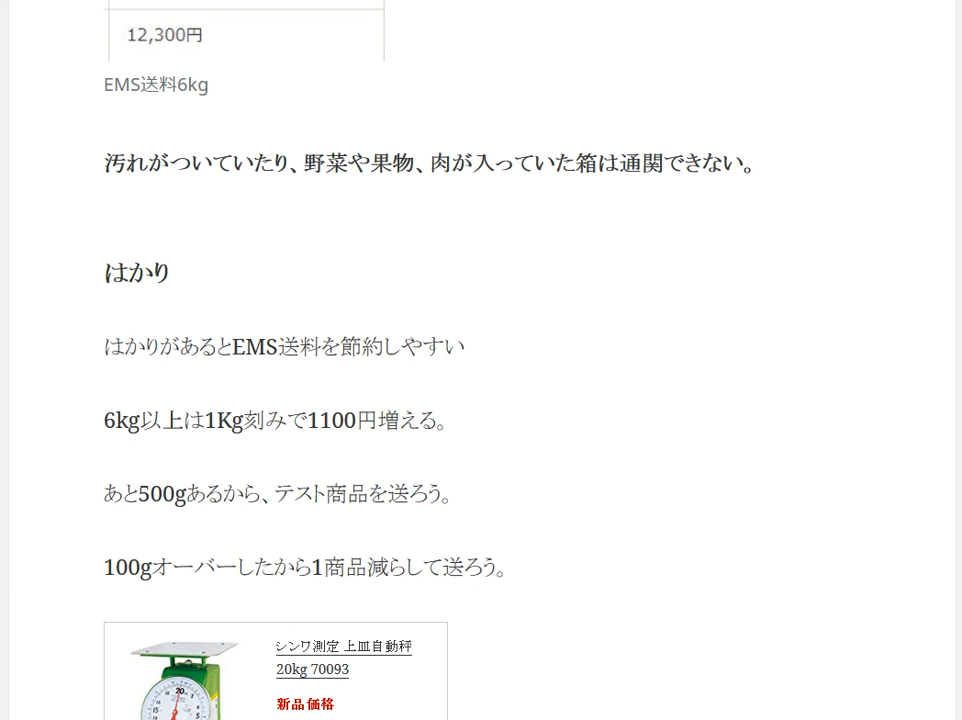 12,300円
EMS送料6kg
汚れがついていたり、野菜や果物、肉が入っていた箱は通関できない。
はかり
はかりがあるとEMS送料を節約しやすい
6kg以上は1Kg刻みで1100円増える。
あと500gあるから、テスト商品を送ろう。
100gオーバーしたから1商品減らして送ろう。
シンワ測定 上皿自動秤
20kg 70093
新品価格
20
15
5